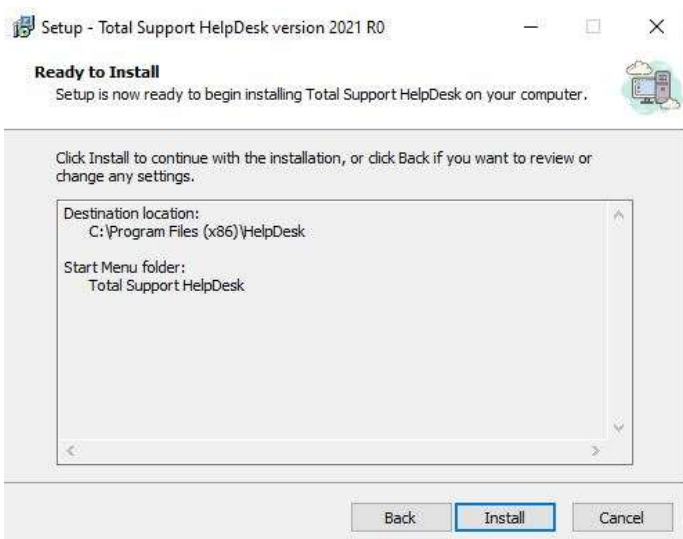 Setup - Total Support HelpDesk version 2021 R0
Ready to Install
Setup is now ready to begin installing Total Support HelpDesk on your computer.
Click Install to continue with the installation, or click Back if you want to review or
change any settings.
Destination location:
C:\Program Files (x86)\HelpDesk
Start Menu folder:
Total Support HelpDesk
Back
Install
Cancel